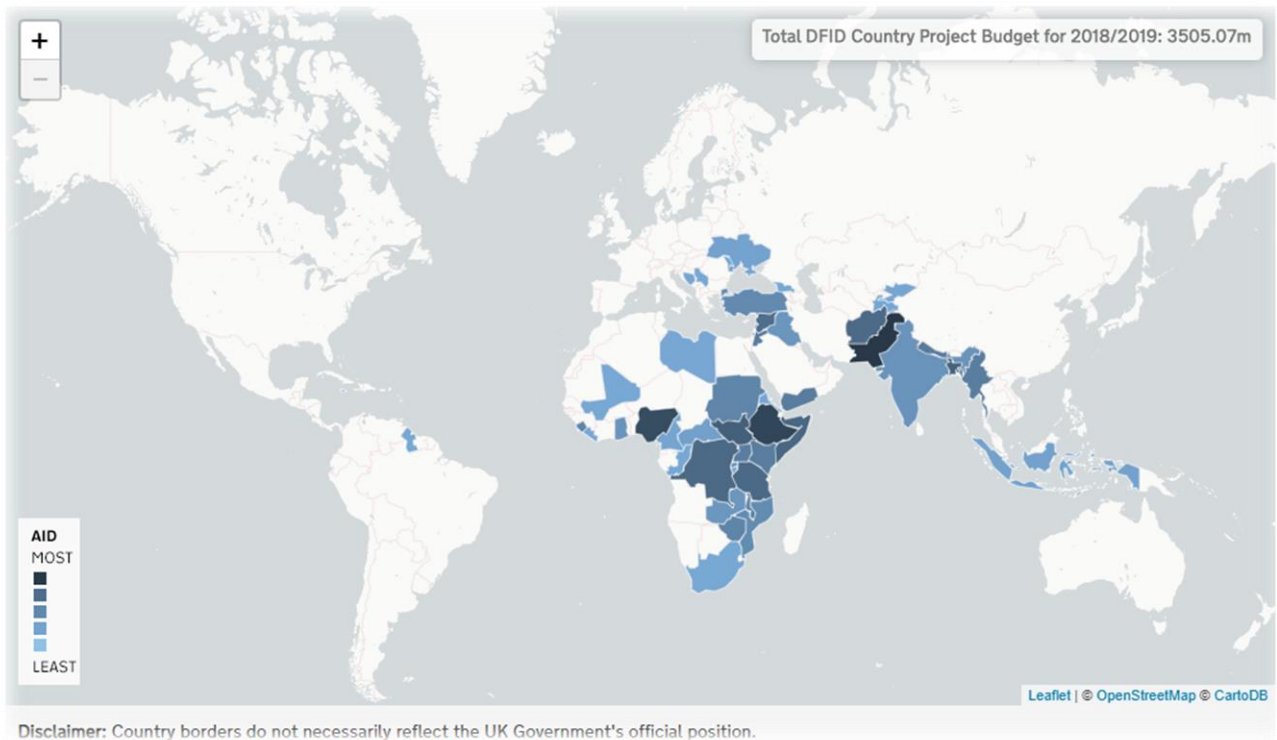 +
Total DFID Country Project Budget for 2018/2019: 3505.07m
−
AID
MOST
LEAST
Leaflet | © OpenStreetMap © CartoDB
Disclaimer: Country borders do not necessarily reflect the UK Government's official position.